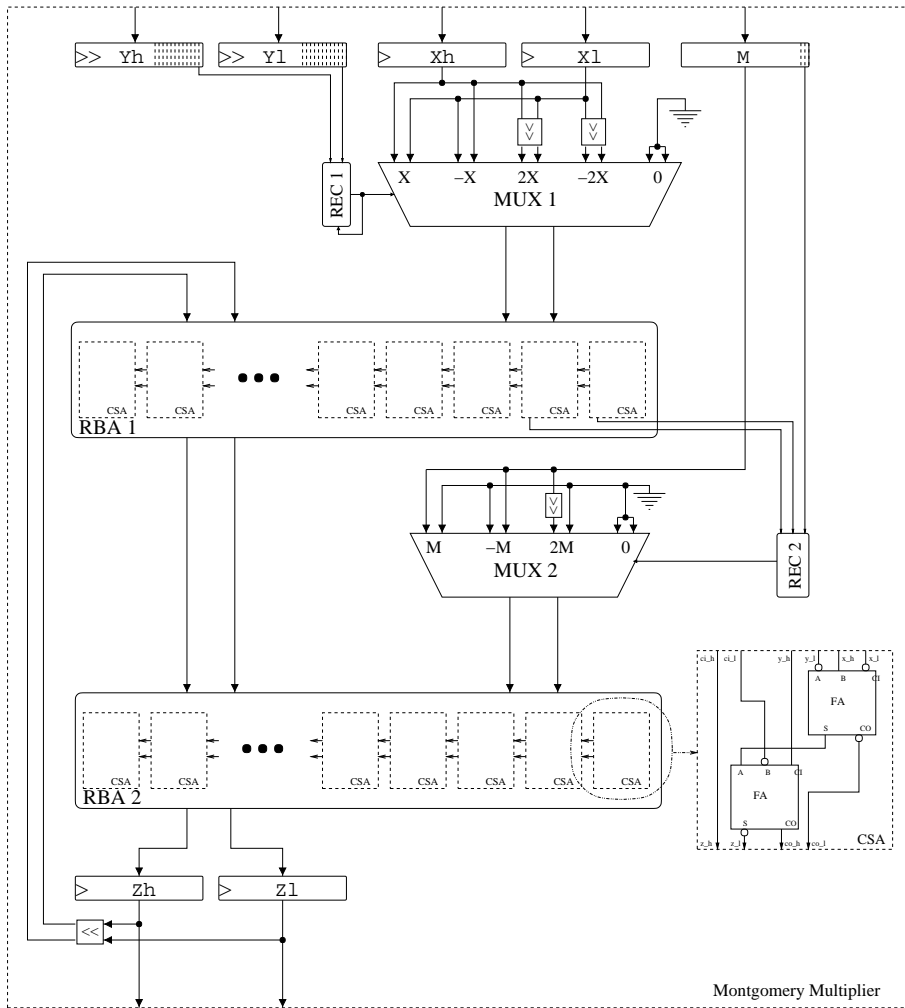 >> Yh >> Yl > Xh > Xl M
>> >>
X –X 2X –2X 0
REC 1
MUX 1
CSA CSA CSA CSA CSA CSA CSA
RBA 1
>>
M –M 2M 0
MUX 2
REC 2
ci_h ci_l y_h y_l x_h x_l
A B CI
FA
S CO
A B CI
FA
S CO
z_h z_l co_h co_l
CSA
CSA CSA CSA CSA CSA CSA CSA
RBA 2
> Zh > Zl
<<
Montgomery Multiplier